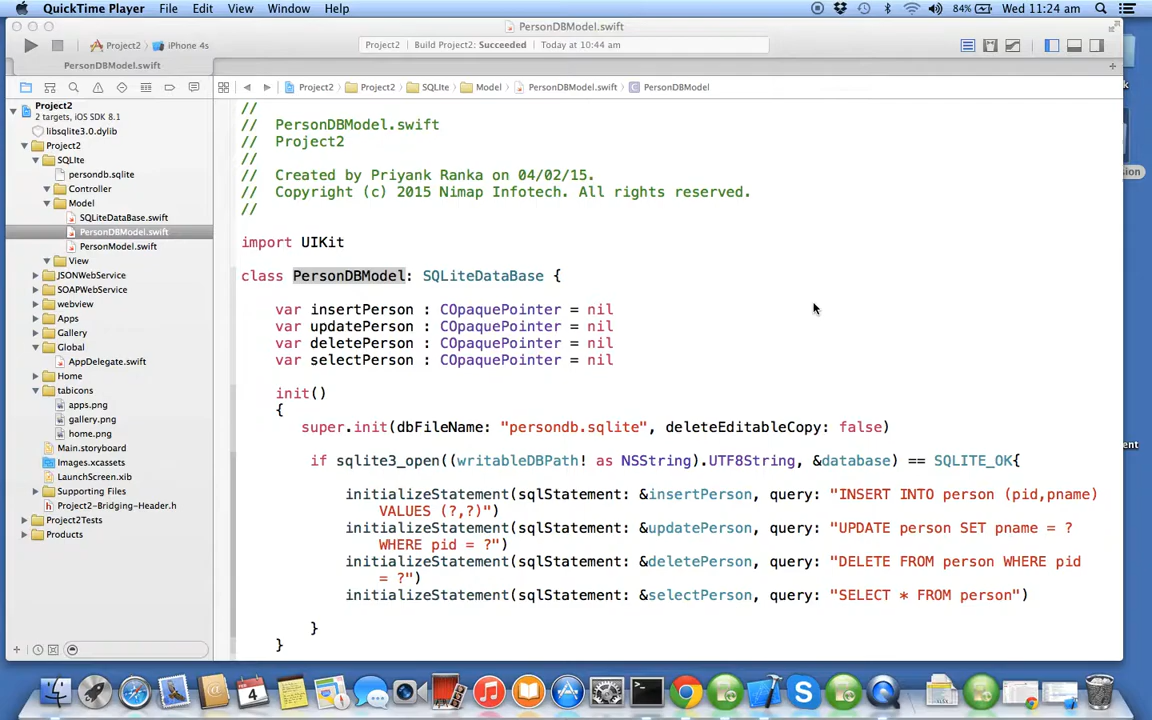 QuickTime Player File Edit View Window Help 84% Wed 11:24 am
PersonDBModel.swift
Project2 iPhone 4s Project2 Build Project2: Succeeded Today at 10:44 am
PersonDBModel.swift
Project2 Project2 SQLIte Model PersonDBModel.swift PersonDBModel
Project2
2 targets, iOS SDK 8.1
libsqlite3.0.dylib
Project2
SQLIte
persondb.sqlite
Controller
Model
SQLiteDataBase.swift
PersonDBModel.swift
PersonModel.swift
View
JSONWebService
SOAPWebService
webview
Apps
Gallery
Global
AppDelegate.swift
Home
tabicons
apps.png
gallery.png
home.png
Main.storyboard
Images.xcassets
LaunchScreen.xib
Supporting Files
Project2-Bridging-Header.h
Project2Tests
Products
//
// PersonDBModel.swift
// Project2
//
// Created by Priyank Ranka on 04/02/15.
// Copyright (c) 2015 Nimap Infotech. All rights reserved.
//
import UIKit
class PersonDBModel: SQLiteDataBase {
var insertPerson : COpaquePointer = nil
var updatePerson : COpaquePointer = nil
var deletePerson : COpaquePointer = nil
var selectPerson : COpaquePointer = nil
init()
{
super.init(dbFileName: "persondb.sqlite", deleteEditableCopy: false)
if sqlite3_open((writableDBPath! as NSString).UTF8String, &database) == SQLITE_OK{
initializeStatement(sqlStatement: &insertPerson, query: "INSERT INTO person (pid,pname)
VALUES (?,?)")
initializeStatement(sqlStatement: &updatePerson, query: "UPDATE person SET pname = ?
WHERE pid = ?")
initializeStatement(sqlStatement: &deletePerson, query: "DELETE FROM person WHERE pid
= ?")
initializeStatement(sqlStatement: &selectPerson, query: "SELECT * FROM person")
}
}
k
sion
ent
FEB
4